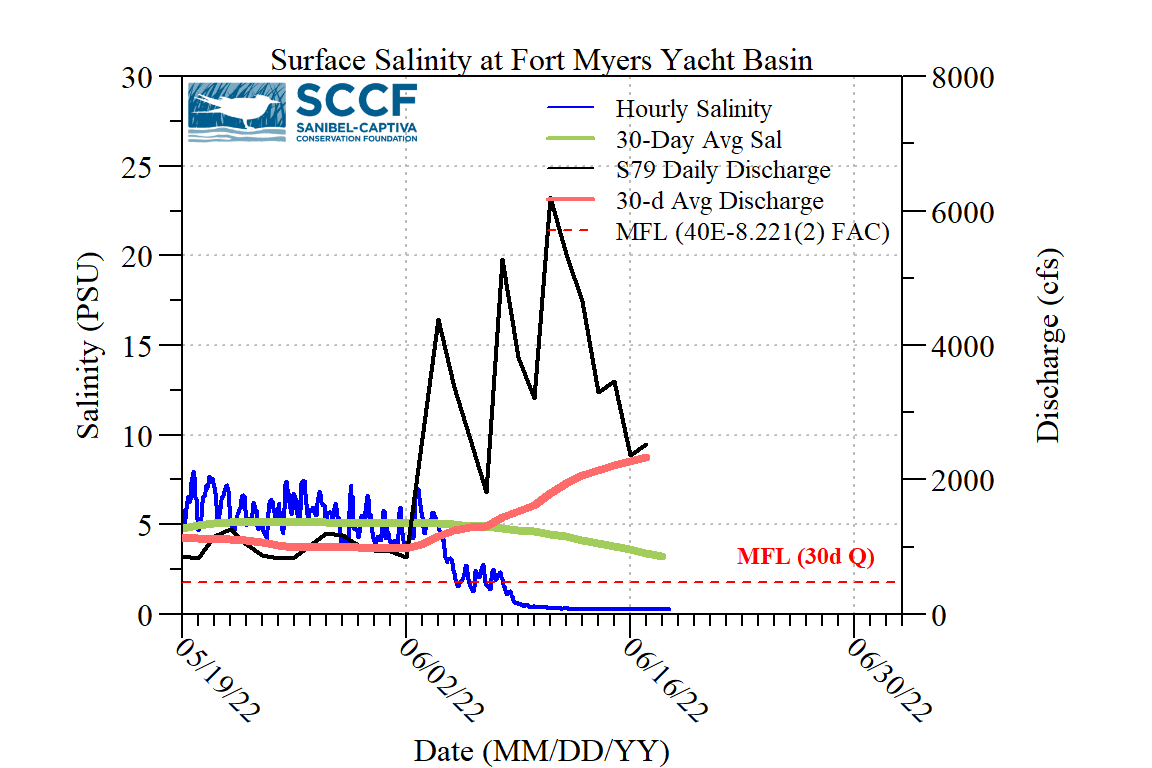 Surface Salinity at Fort Myers Yacht Basin
SCCF
SANIBEL-CAPTIVA
CONSERVATION FOUNDATION
Hourly Salinity
30-Day Avg Sal
S79 Daily Discharge
30-d Avg Discharge
MFL (40E-8.221(2) FAC)
30
25
20
15
10
5
0
Salinity (PSU)
8000
6000
4000
2000
0
Discharge (cfs)
MFL (30d Q)
05/19/22
06/02/22
06/16/22
06/30/22
Date (MM/DD/YY)